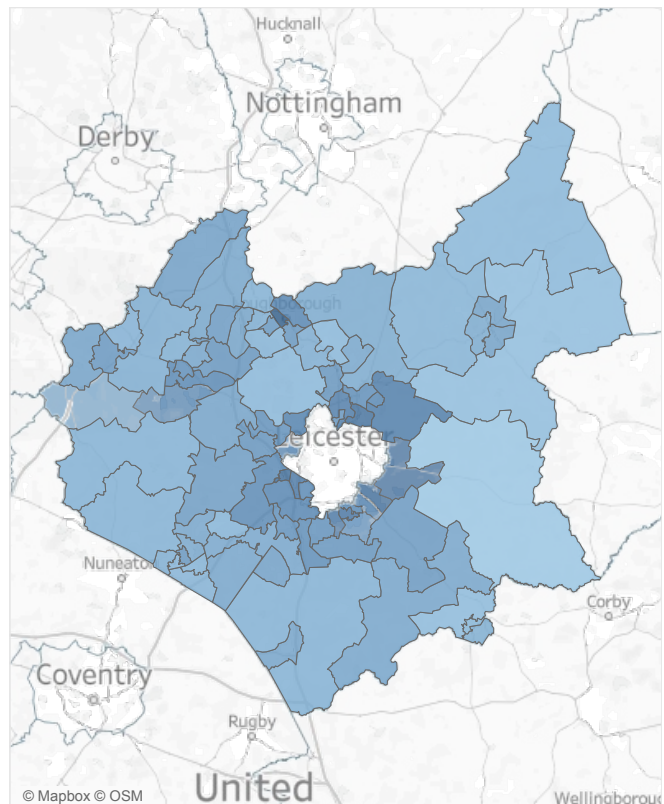 Hucknall
Nottingham
Derby
Loughborough
Leicester
Nuneaton
Corby
Coventry
Rugby
United
Wellingborou
© Mapbox © OSM